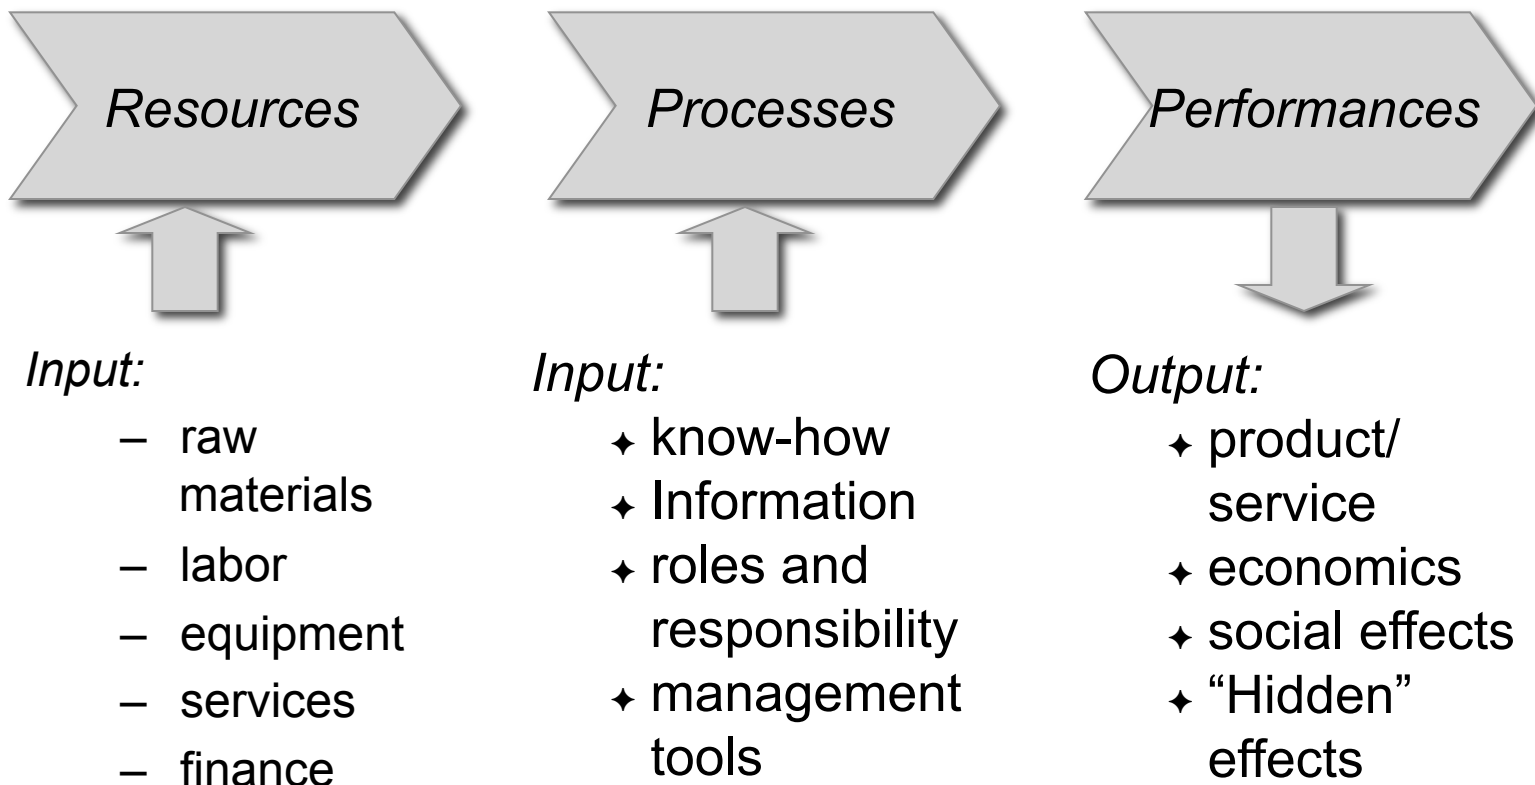 Resources
Processes
Performances
Input:
– raw
materials
– labor
– equipment
– services
– finance
Input:
✦ know-how
✦ Information
✦ roles and
responsibility
✦ management
tools
Output:
✦ product/
service
✦ economics
✦ social effects
✦ “Hidden”
effects